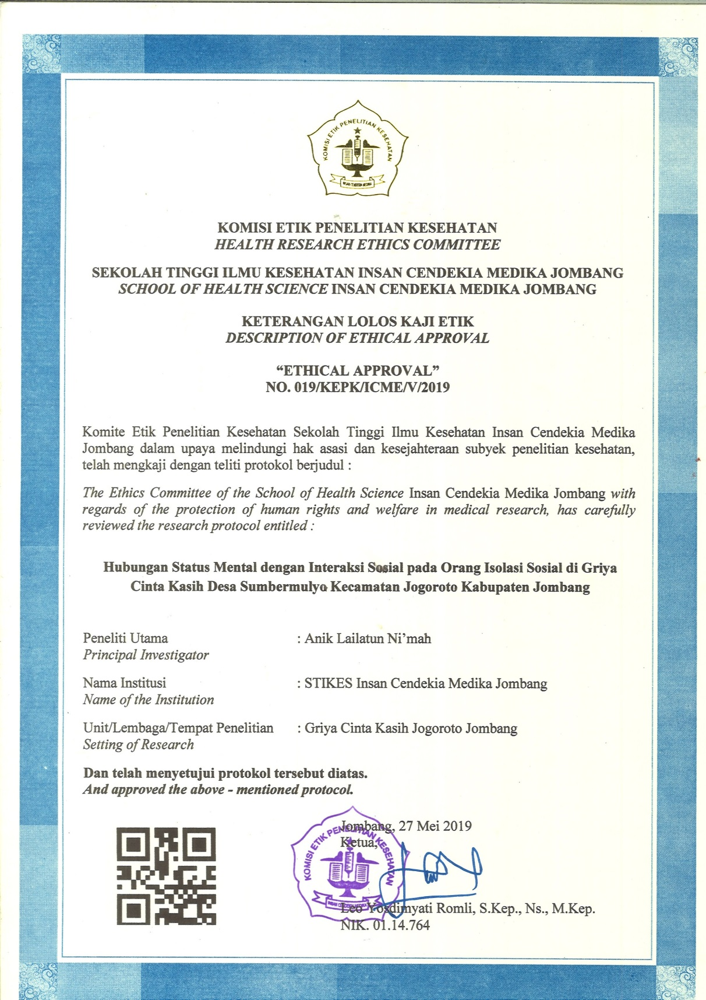 KOMISI ETIK PENELITIAN KESEHATAN
INSAN CENDEKIA MEDIKA
KOMISI ETIK PENELITIAN KESEHATAN
HEALTH RESEARCH ETHICS COMMITTEE
SEKOLAH TINGGI ILMU KESEHATAN INSAN CENDEKIA MEDIKA JOMBANG
SCHOOL OF HEALTH SCIENCE INSAN CENDEKIA MEDIKA JOMBANG
KETERANGAN LOLOS KAJI ETIK
DESCRIPTION OF ETHICAL APPROVAL
“ETHICAL APPROVAL”
NO. 019/KEPK/ICME/V/2019
Komite Etik Penelitian Kesehatan Sekolah Tinggi Ilmu Kesehatan Insan Cendekia Medika
Jombang dalam upaya melindungi hak asasi dan kesejahteraan subyek penelitian kesehatan,
telah mengkaji dengan teliti protokol berjudul :
The Ethics Committee of the School of Health Science Insan Cendekia Medika Jombang with
regards of the protection of human rights and welfare in medical research, has carefully
reviewed the research protocol entitled :
Hubungan Status Mental dengan Interaksi Sosial pada Orang Isolasi Sosial di Griya
Cinta Kasih Desa Sumbermulyo Kecamatan Jogoroto Kabupaten Jombang
Peneliti Utama : Anik Lailatun Ni’mah
Principal Investigator
Nama Institusi : STIKES Insan Cendekia Medika Jombang
Name of the Institution
Unit/Lembaga/Tempat Penelitian : Griya Cinta Kasih Jogoroto Jombang
Setting of Research
Dan telah menyetujui protokol tersebut diatas.
And approved the above - mentioned protocol.
Jombang, 27 Mei 2019
Ketua,
KOMISI ETIK PENELITIAN KESEHATAN
INSAN CENDEKIA MEDIKA
Leo Yosdimyati Romli, S.Kep., Ns., M.Kep.
NIK. 01.14.764